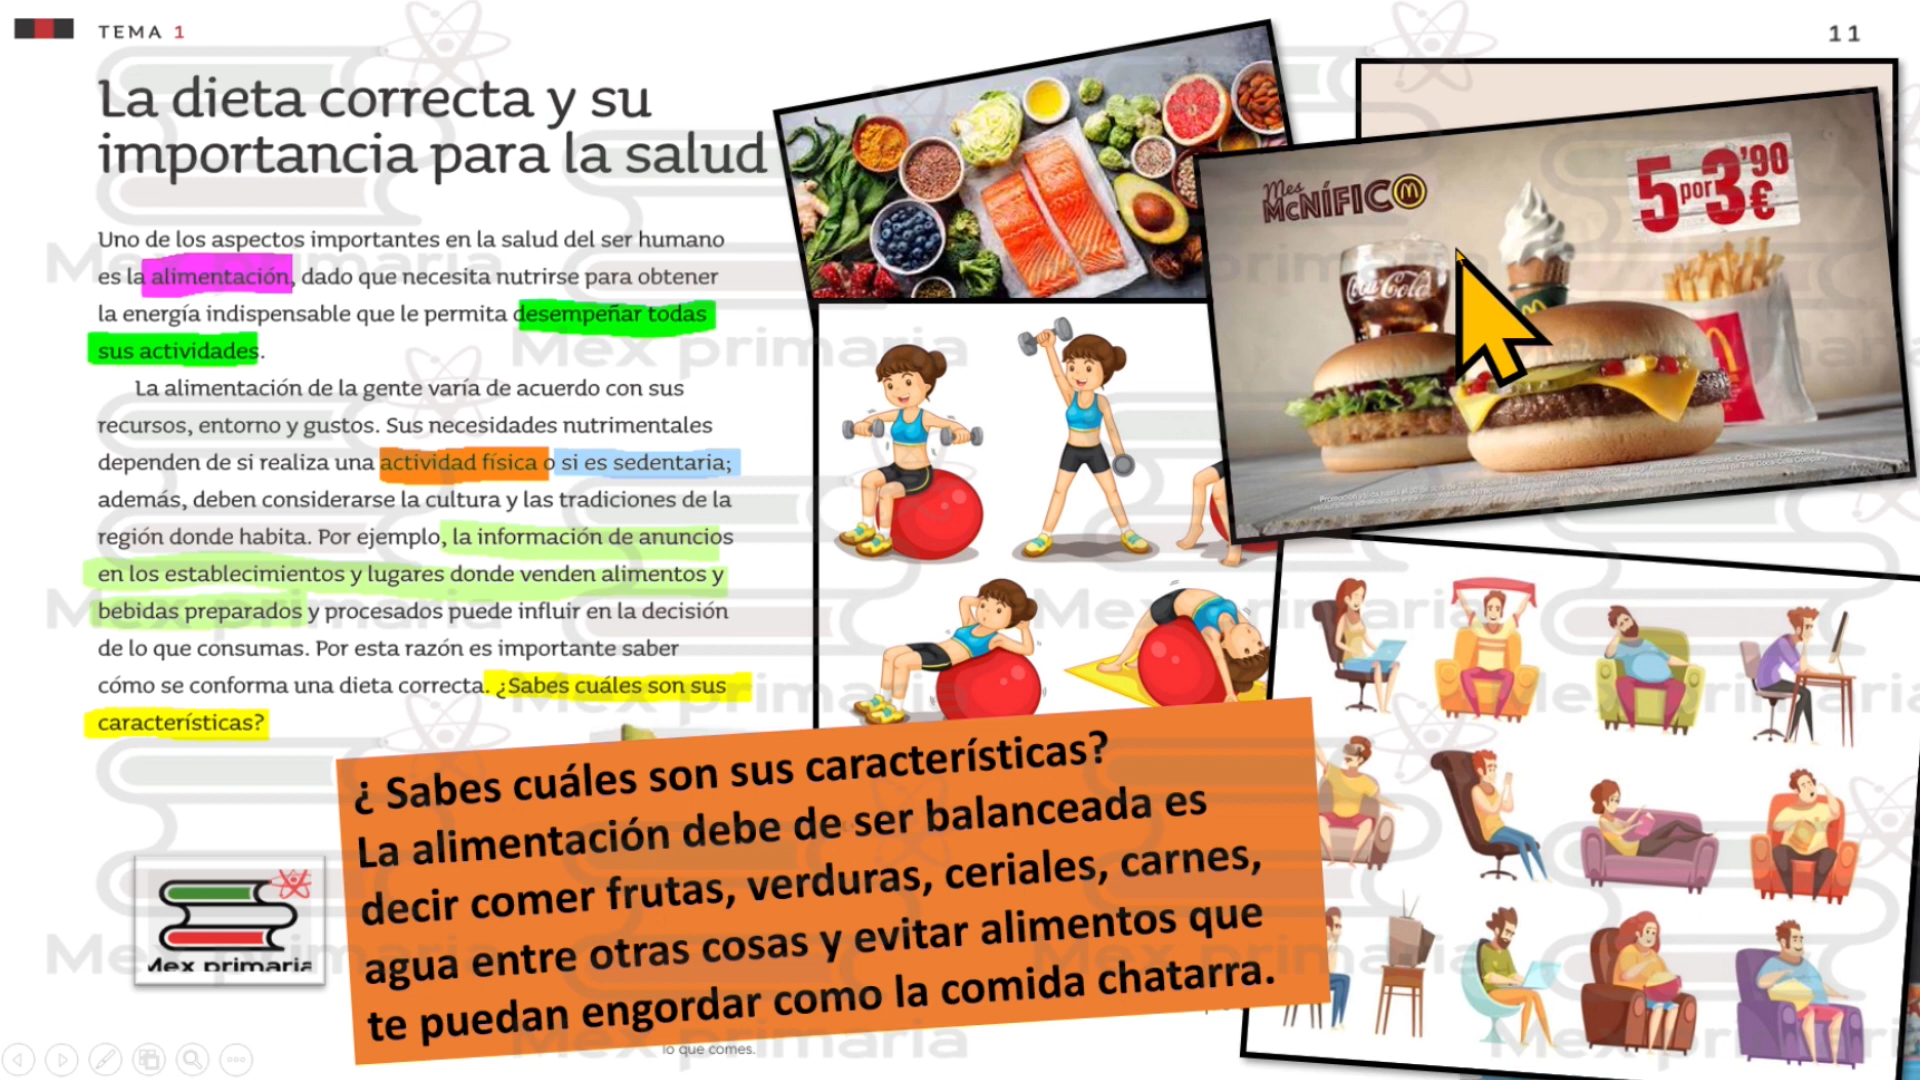 TEMA 1
11
La dieta correcta y su
importancia para la salud
Uno de los aspectos importantes en la salud del ser humano
es la alimentación, dado que necesita nutrirse para obtener
la energía indispensable que le permita desempeñar todas
sus actividades.
La alimentación de la gente varía de acuerdo con sus
recursos, entorno y gustos. Sus necesidades nutrimentales
dependen de si realiza una actividad física o si es sedentaria;
además, deben considerarse la cultura y las tradiciones de la
región donde habita. Por ejemplo, la información de anuncios
en los establecimientos y lugares donde venden alimentos y
bebidas preparados y procesados puede influir en la decisión
de lo que consumas. Por esta razón es importante saber
cómo se conforma una dieta correcta. ¿Sabes cuáles son sus
características?
Mes
McNÍFICO
5 por 3'90 €
Coca-Cola
¿ Sabes cuáles son sus características?
La alimentación debe de ser balanceada es
decir comer frutas, verduras, ceriales, carnes,
agua entre otras cosas y evitar alimentos que
te puedan engordar como la comida chatarra.
lo que comes.
Mex primaria